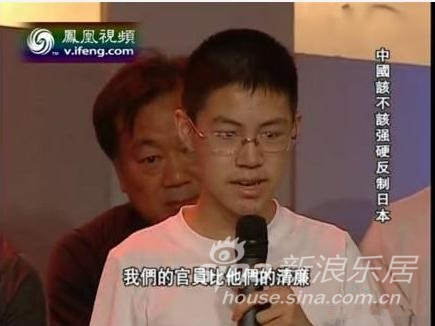 鳳凰視頻
v.ifeng.com
中國該不該强硬反制日本
我們的官員比他們的清廉
新浪乐居
house.sina.com.cn